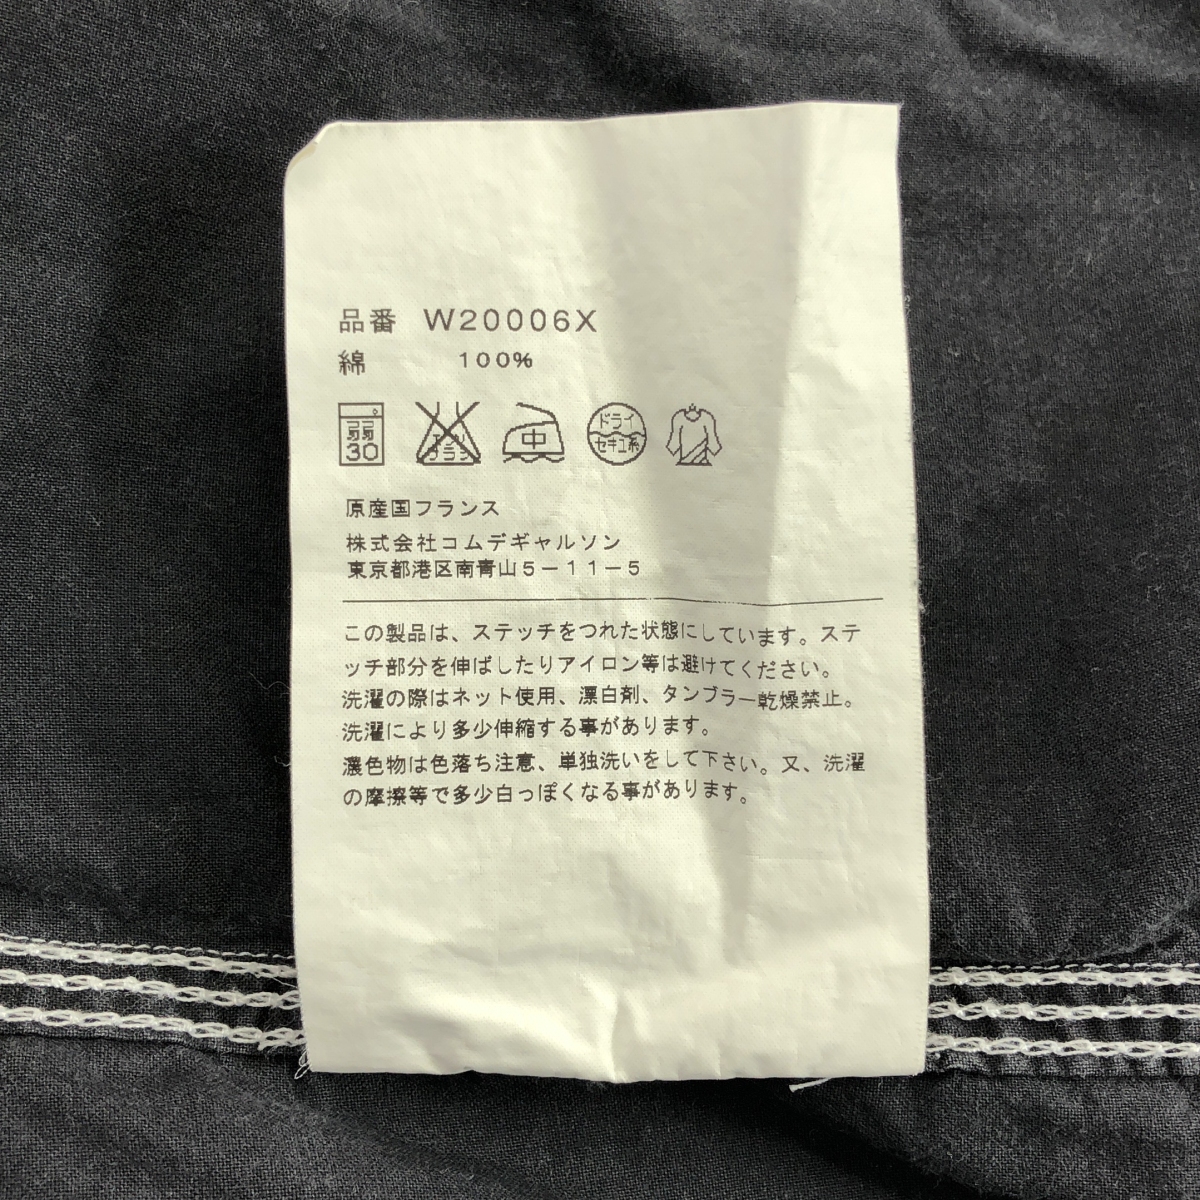 品番 W20006X
綿 100%
弱 30 エンソ サラシ 中 ドライ セキユ系
原産国フランス
株式会社コムデギャルソン
東京都港区南青山5-11-5
この製品は、ステッチをつれた状態にしています。ステ
ッチ部分を伸ばしたりアイロン等は避けてください。
洗濯の際はネット使用、漂白剤、タンブラー乾燥禁止。
洗濯により多少伸縮する事があります。
濃色物は色落ち注意、単独洗いをして下さい。又、洗濯
の摩擦等で多少白っぽくなる事があります。